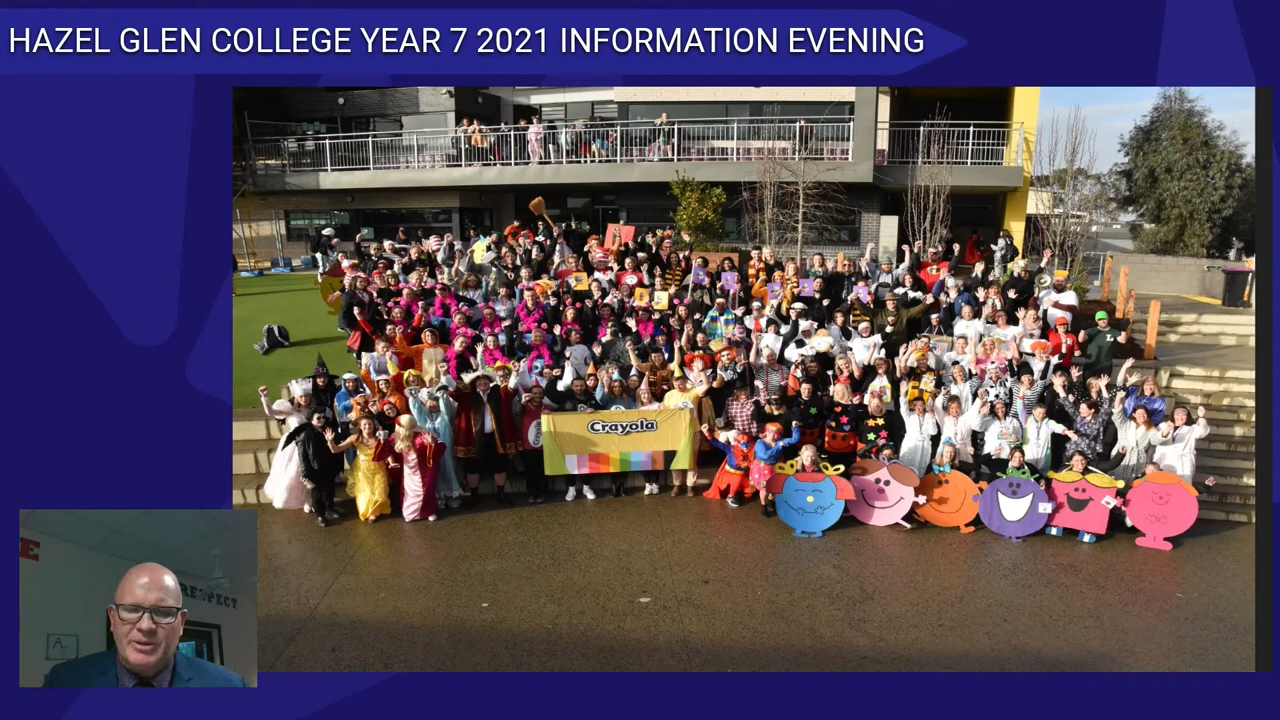 HAZEL GLEN COLLEGE YEAR 7 2021 INFORMATION EVENING
Crayola
RESPECT